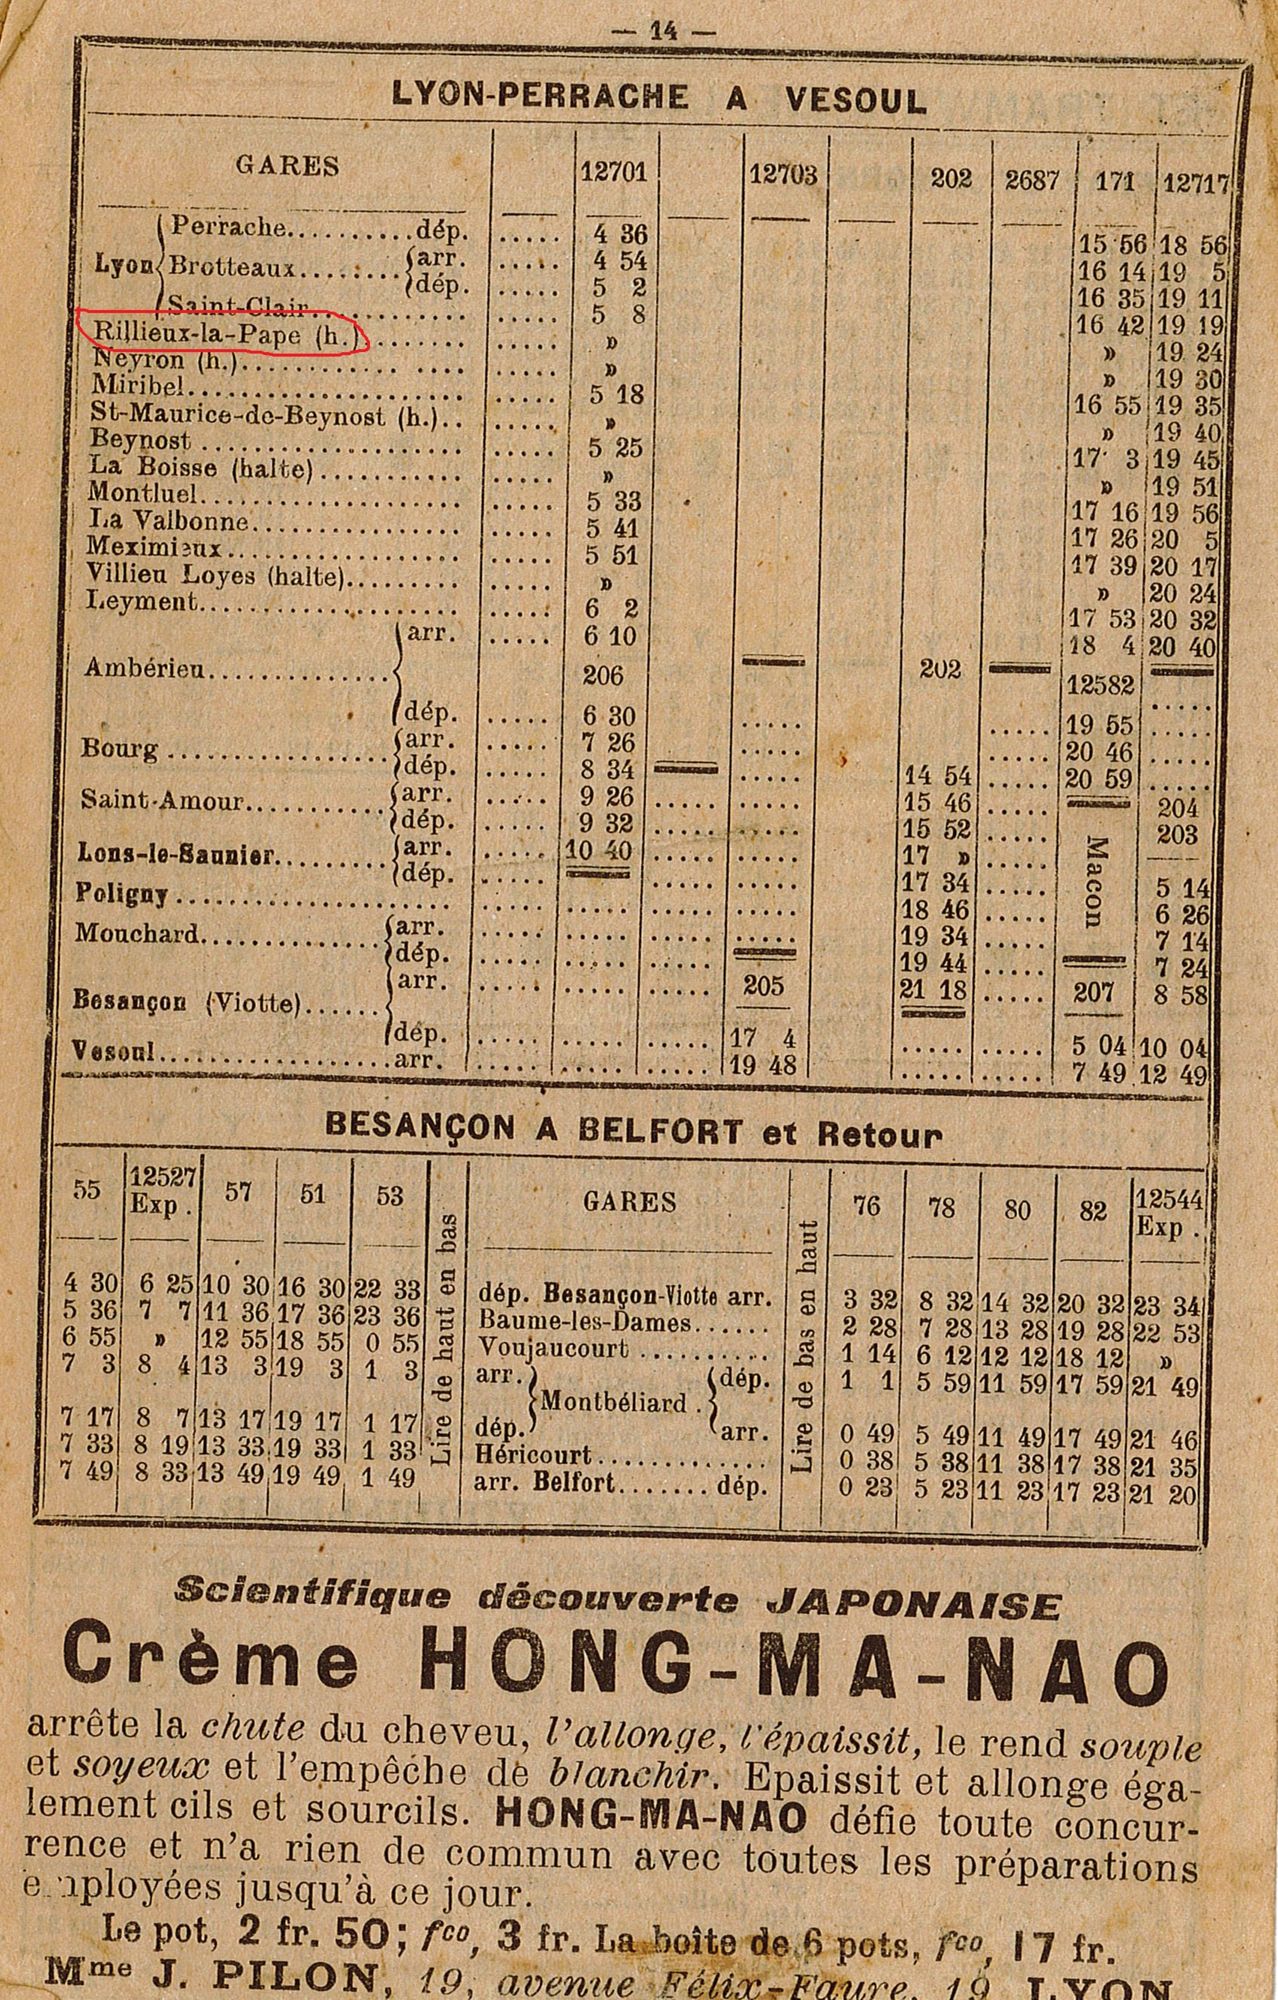 — 14 —
LYON-PERRACHE A VESOUL
GARES 12701 12703 202 2687 171 12717
Lyon Perrache.......... dép. ..... 4 36 15 56 18 56
Brotteaux........ arr. ..... 4 54 16 14 19 5
dép. ..... 5 2 16 35 19 11
Saint-Clair............ ..... 5 8 16 42 19 19
Rillieux-la-Pape (h.)........ ..... » » 19 24
Neyron (h.)............ .... ..... » » 19 30
Miribel..................... ..... 5 18 16 55 19 35
St-Maurice-de-Beynost (h.).. ..... » » 19 40
Beynost .................... ..... 5 25 17 3 19 45
La Boisse (halte)........... ..... » » 19 51
Montluel.................... ..... 5 33 17 16 19 56
La Valbonne................ ..... 5 41 17 26 20 5
Meximieux.................. ..... 5 51 17 39 20 17
Villieu Loyes (halte)......... ..... » » 20 24
Leyment.................... ..... 6 2 17 53 20 32
arr. ..... 6 10 18 4 20 40
Ambérieu.............. 206 202 12582
dép. ..... 6 30 ..... ..... 19 55 .....
Bourg ................. arr. ..... 7 26 ..... ..... 20 46 .....
dép. ..... 8 34 ..... 14 54 ..... 20 59 .....
Saint-Amour........... arr. ..... 9 26 ..... ..... 15 46 ..... 204
dép. ..... 9 32 ..... ..... 15 52 ..... 203
Lons-le-Saunier......... arr. ..... 10 40 ..... ..... 17 » .....
dép. ..... ..... ..... 17 34 ..... 5 14
Poligny.................... ..... ..... ..... ..... 18 46 ..... 6 26
Mouchard.............. arr. ..... ..... ..... ..... 19 34 ..... 7 14
dép. ..... ..... ..... 19 44 ..... 7 24
Macon
Besançon (Viotte)...... arr. ..... ..... ..... 205 21 18 ..... 207 8 58
dép. ..... ..... ..... 17 4 ..... ..... 5 04 10 04
Vesoul................. arr. ..... ..... ..... 19 48 ..... ..... 7 49 12 49
BESANÇON A BELFORT et Retour
55 12527 Exp. 57 51 53 Lire de haut en bas GARES Lire de bas en haut 76 78 80 82 12544 Exp.
4 30 6 25 10 30 16 30 22 33 dép. Besançon-Viotte arr. 3 32 8 32 14 32 20 32 23 34
5 36 7 7 11 36 17 36 23 36 Baume-les-Dames...... 2 28 7 28 13 28 19 28 22 53
6 55 » 12 55 18 55 0 55 Voujaucourt .......... 1 14 6 12 12 12 18 12 »
7 3 8 4 13 3 19 3 1 3 arr. dép. 1 1 5 59 11 59 17 59 21 49
Montbéliard .
7 17 8 7 13 17 19 17 1 17 dép. arr. 0 49 5 49 11 49 17 49 21 46
7 33 8 19 13 33 19 33 1 33 Héricourt............. 0 38 5 38 11 38 17 38 21 35
7 49 8 33 13 49 19 49 1 49 arr. Belfort....... dép. 0 23 5 23 11 23 17 23 21 20
Scientifique découverte JAPONAISE
Crème HONG-MA-NAO
arrête la chute du cheveu, l'allonge, l'épaissit, le rend souple
et soyeux et l'empêche de blanchir. Epaissit et allonge éga-
lement cils et sourcils. HONG-MA-NAO défie toute concur-
rence et n'a rien de commun avec toutes les préparations
employées jusqu'à ce jour.
Le pot, 2 fr. 50; fco, 3 fr. La boîte de 6 pots, fco, 17 fr.
Mme J. PILON, 19, avenue Félix-Faure, 19, LYON